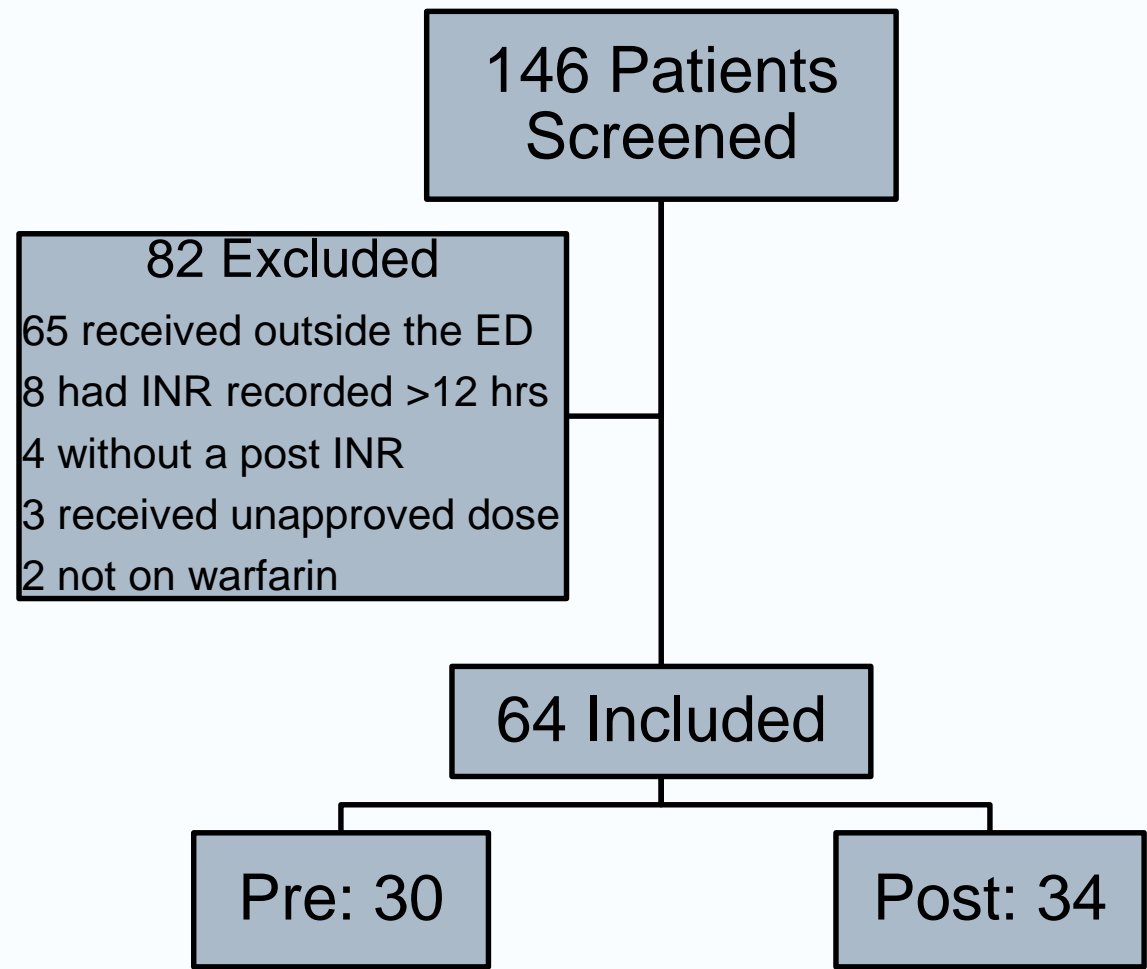 146 Patients
Screened
82 Excluded
65 received outside the ED
8 had INR recorded >12 hrs
4 without a post INR
3 received unapproved dose
2 not on warfarin
64 Included
Pre: 30
Post: 34